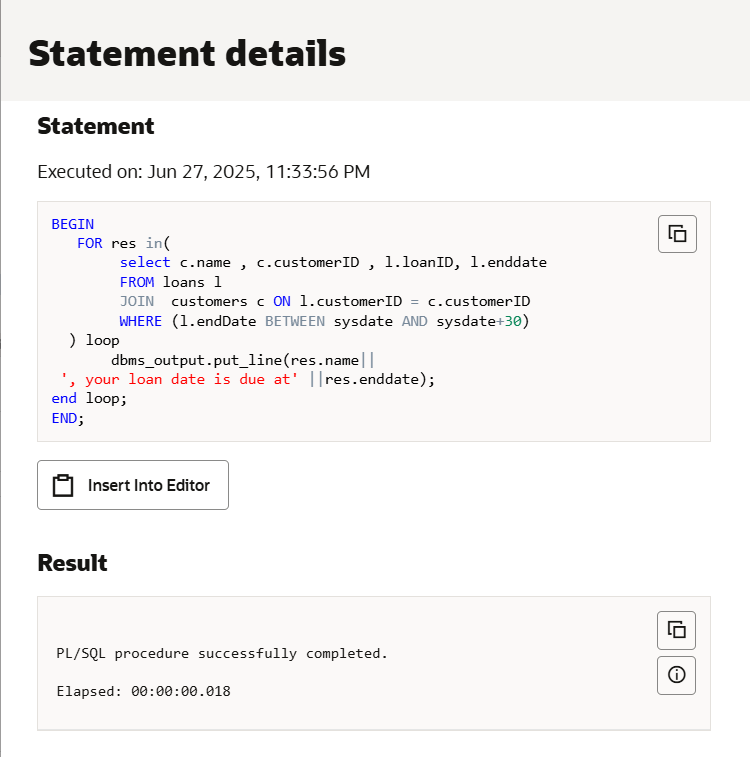 Statement details
Statement
Executed on: Jun 27, 2025, 11:33:56 PM
BEGIN
   FOR res in(
        select c.name , c.customerID , l.loanID, l.enddate
        FROM loans l
        JOIN  customers c ON l.customerID = c.customerID
        WHERE (l.endDate BETWEEN sysdate AND sysdate+30)
  ) loop
       dbms_output.put_line(res.name||
 ', your loan date is due at' ||res.enddate);
end loop;
END;
Insert Into Editor
Result
PL/SQL procedure successfully completed.
Elapsed: 00:00:00.018